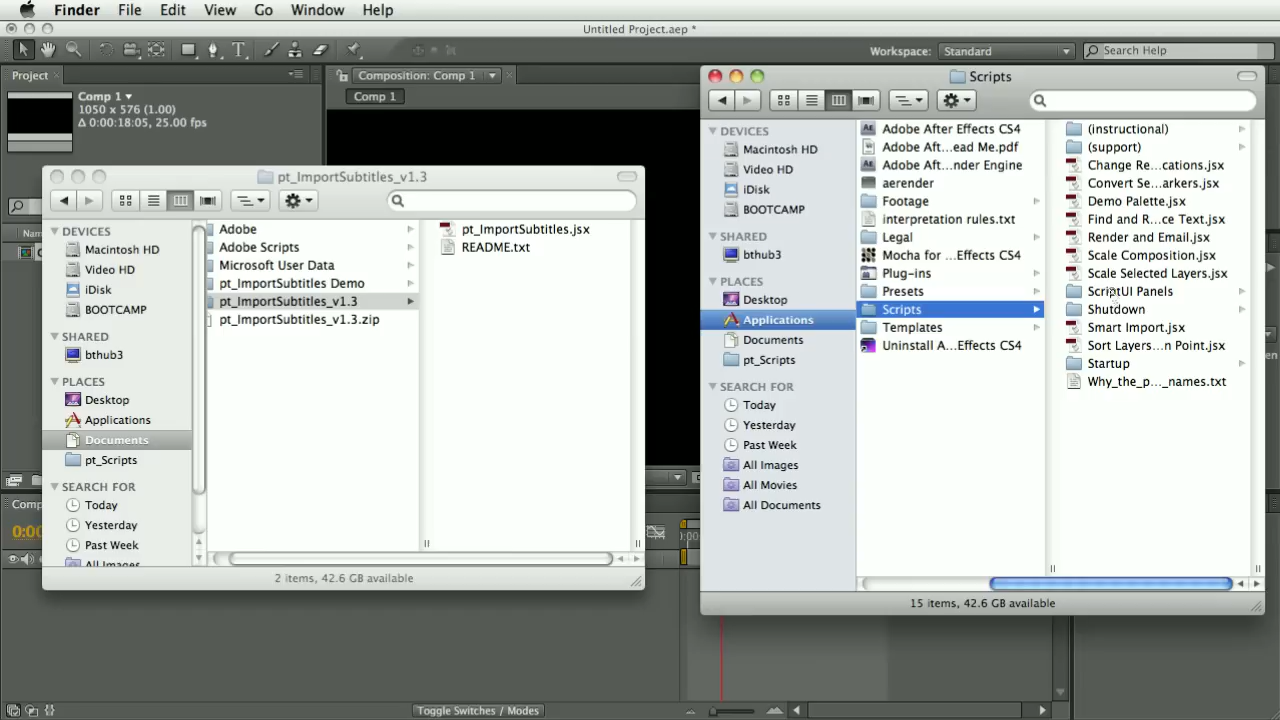 Finder File Edit View Go Window Help
Untitled Project.aep *
Workspace: Standard Search Help
Project
Composition: Comp 1
Comp 1 ▾
1050 x 576 (1.00)
Δ 0:00:18:05, 25.00 fps
Comp 1
pt_ImportSubtitles_v1.3
DEVICES
Macintosh HD
Video HD
iDisk
BOOTCAMP
SHARED
bthub3
PLACES
Desktop
Applications
Documents
pt_Scripts
SEARCH FOR
Today
Yesterday
Past Week
All Images
Adobe
Adobe Scripts
Microsoft User Data
pt_ImportSubtitles Demo
pt_ImportSubtitles_v1.3
pt_ImportSubtitles_v1.3.zip
pt_ImportSubtitles.jsx
README.txt
2 items, 42.6 GB available
Scripts
DEVICES
Macintosh HD
Video HD
iDisk
BOOTCAMP
SHARED
bthub3
PLACES
Desktop
Applications
Documents
pt_Scripts
SEARCH FOR
Today
Yesterday
Past Week
All Images
All Movies
All Documents
Adobe After Effects CS4
Adobe Aft...ead Me.pdf
Adobe Aft...nder Engine
aerender
Footage
interpretation rules.txt
Legal
Mocha for ...Effects CS4
Plug-ins
Presets
Scripts
Templates
Uninstall A...Effects CS4
(instructional)
(support)
Change Re...cations.jsx
Convert Se...arkers.jsx
Demo Palette.jsx
Find and R...ce Text.jsx
Render and Email.jsx
Scale Composition.jsx
Scale Selected Layers.jsx
ScriptUI Panels
Shutdown
Smart Import.jsx
Sort Layers...n Point.jsx
Startup
Why_the_p..._names.txt
15 items, 42.6 GB available
Comp
0:00
Toggle Switches / Modes